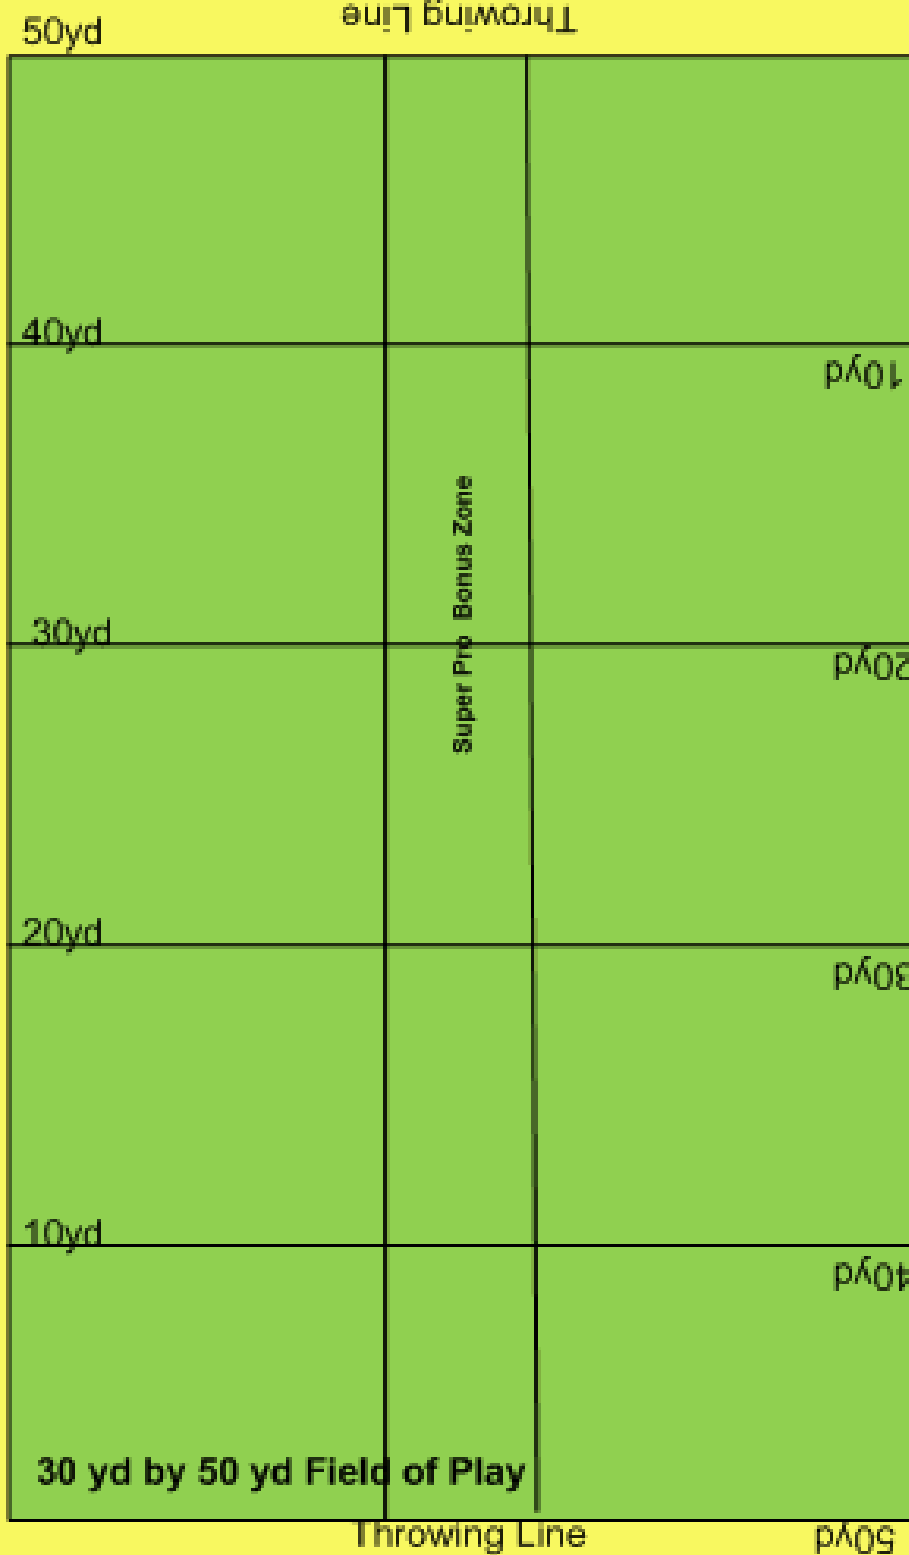 Throwing Line
50yd
40yd
10yd
Super Pro Bonus Zone
30yd
20yd
20yd
30yd
10yd
40yd
30 yd by 50 yd Field of Play
Throwing Line
50yd